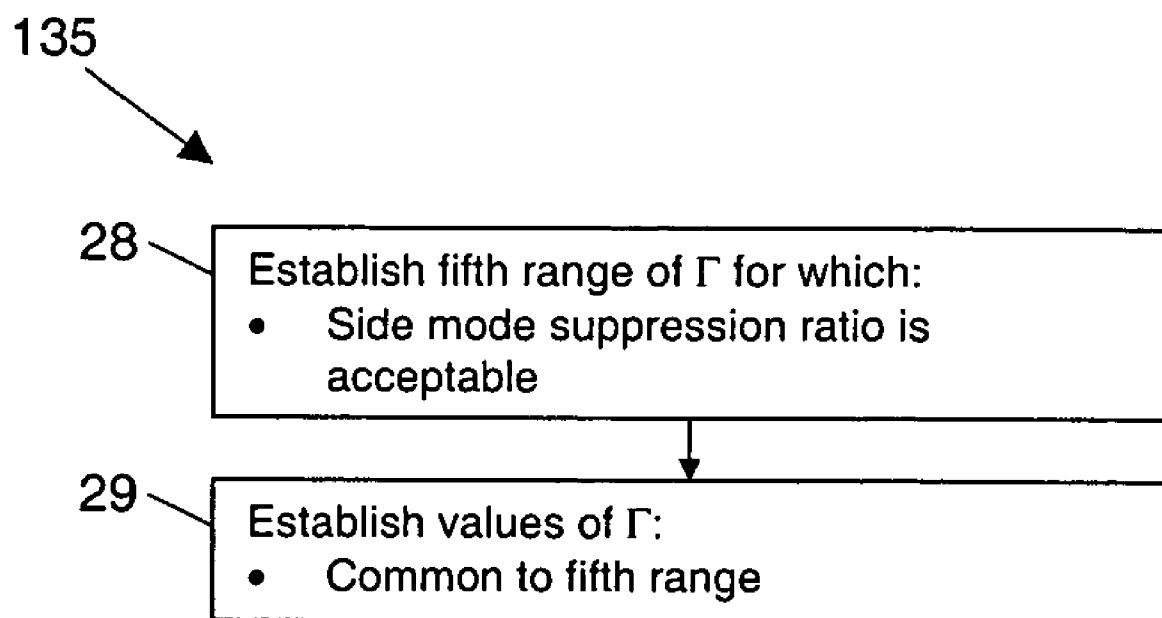 135
28
Establish fifth range of Γ for which:
• Side mode suppression ratio is
acceptable
29
Establish values of Γ:
• Common to fifth range